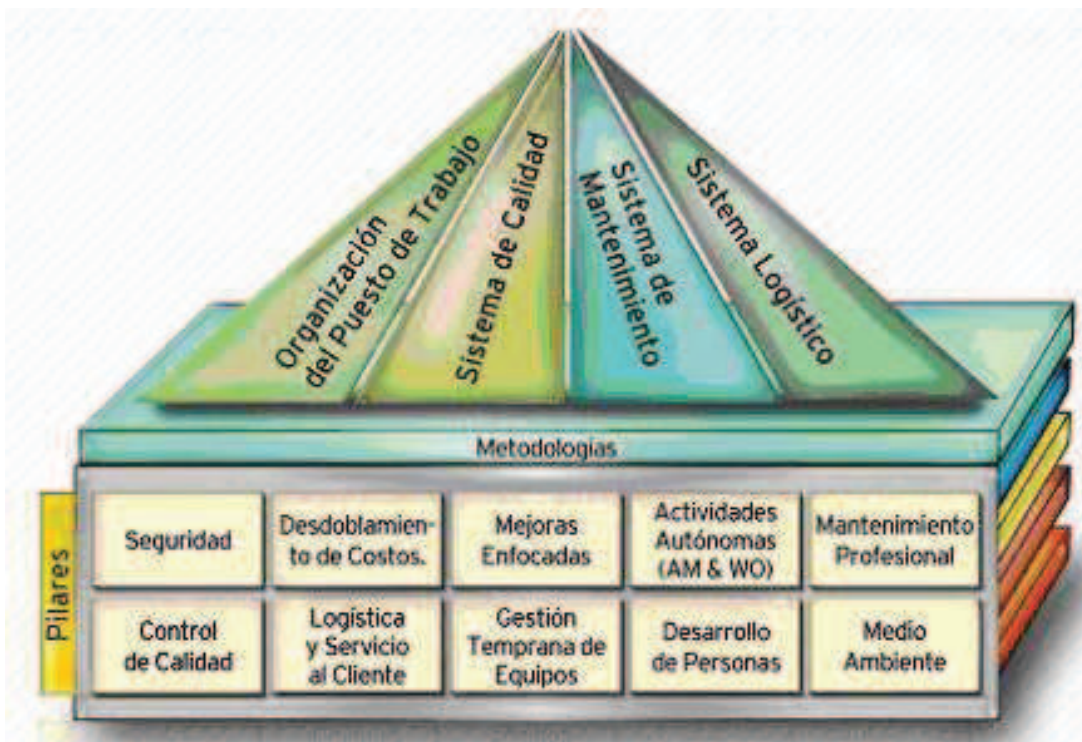 Organización
del Puesto de Trabajo
Sistema de Calidad
Sistema de
Mantenimiento
Sistema Logístico
Metodologías
Pilares
Seguridad
Desdoblamien-
to de Costos.
Mejoras
Enfocadas
Actividades
Autónomas
(AM & WO)
Mantenimiento
Profesional
Control
de Calidad
Logística
y Servicio
al Cliente
Gestión
Temprana de
Equipos
Desarrollo
de Personas
Medio
Ambiente